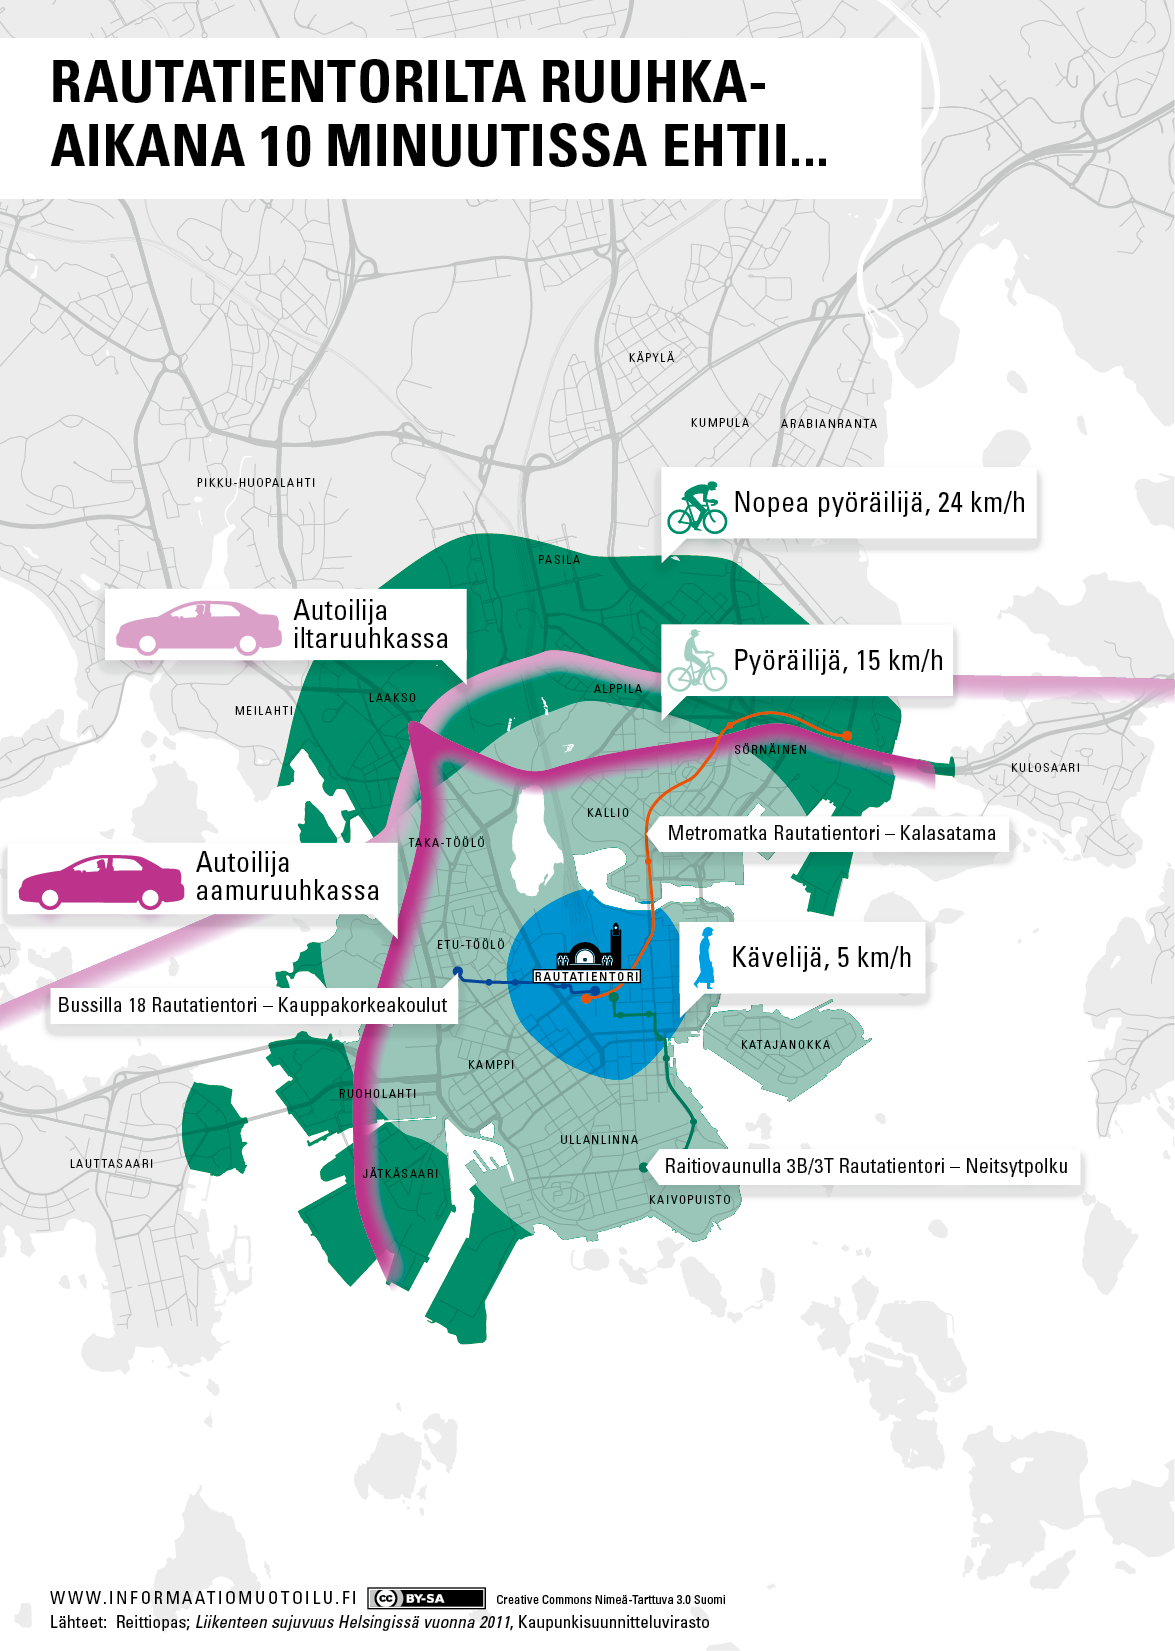 RAUTATIENTORILTA RUUHKA-
AIKANA 10 MINUUTISSA EHTII...
KÄPYLÄ
KUMPULA
ARABIANRANTA
PIKKU-HUOPALAHTI
Nopea pyöräilijä, 24 km/h
PASILA
Autoilija
iltaruuhkassa
Pyöräilijä, 15 km/h
ALPPILA
LAAKSO
MEILAHTI
SÖRNÄINEN
KULOSAARI
KALLIO
Metromatka Rautatientori – Kalasatama
TAKA-TÖÖLÖ
Autoilija
aamuruuhkassa
ETU-TÖÖLÖ
Kävelijä, 5 km/h
RAUTATIENTORI
Bussilla 18 Rautatientori – Kauppakorkeakoulut
KATAJANOKKA
KAMPPI
RUOHOLAHTI
ULLANLINNA
LAUTTASAARI
Raitiovaunulla 3B/3T Rautatientori – Neitsytpolku
JÄTKÄSAARI
KAIVOPUISTO
WWW.INFORMAATIOMUOTOILU.FI cc BY-SA Creative Commons Nimeä-Tarttuva 3.0 Suomi
Lähteet: Reittiopas; Liikenteen sujuvuus Helsingissä vuonna 2011, Kaupunkisuunnitteluvirasto